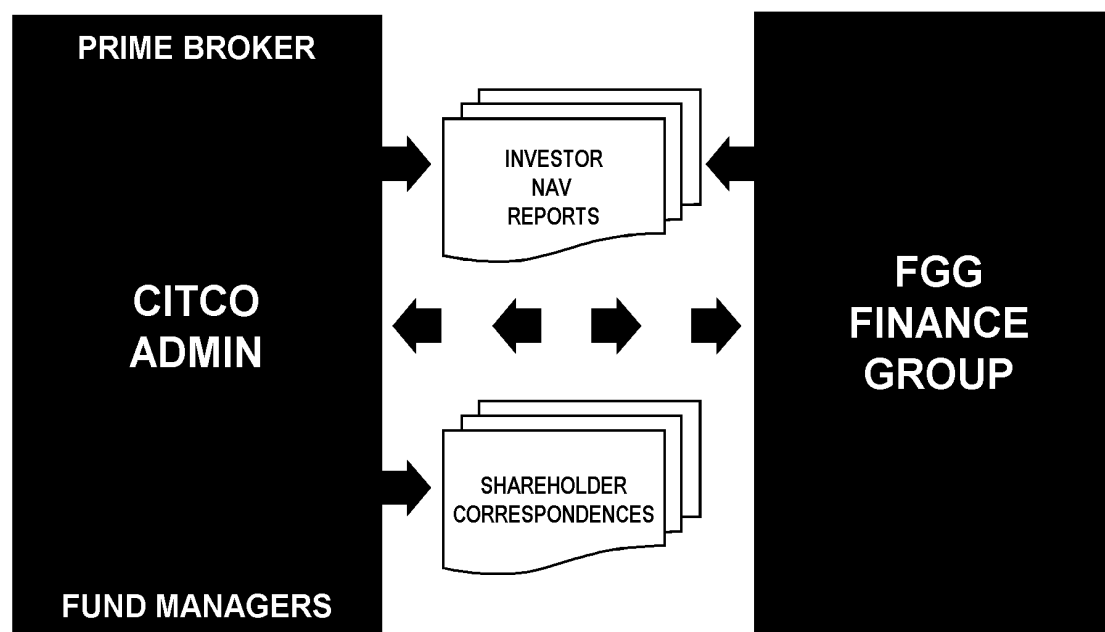 PRIME BROKER
CITCO
ADMIN
FUND MANAGERS
INVESTOR
NAV
REPORTS
SHAREHOLDER
CORRESPONDENCES
FGG
FINANCE
GROUP